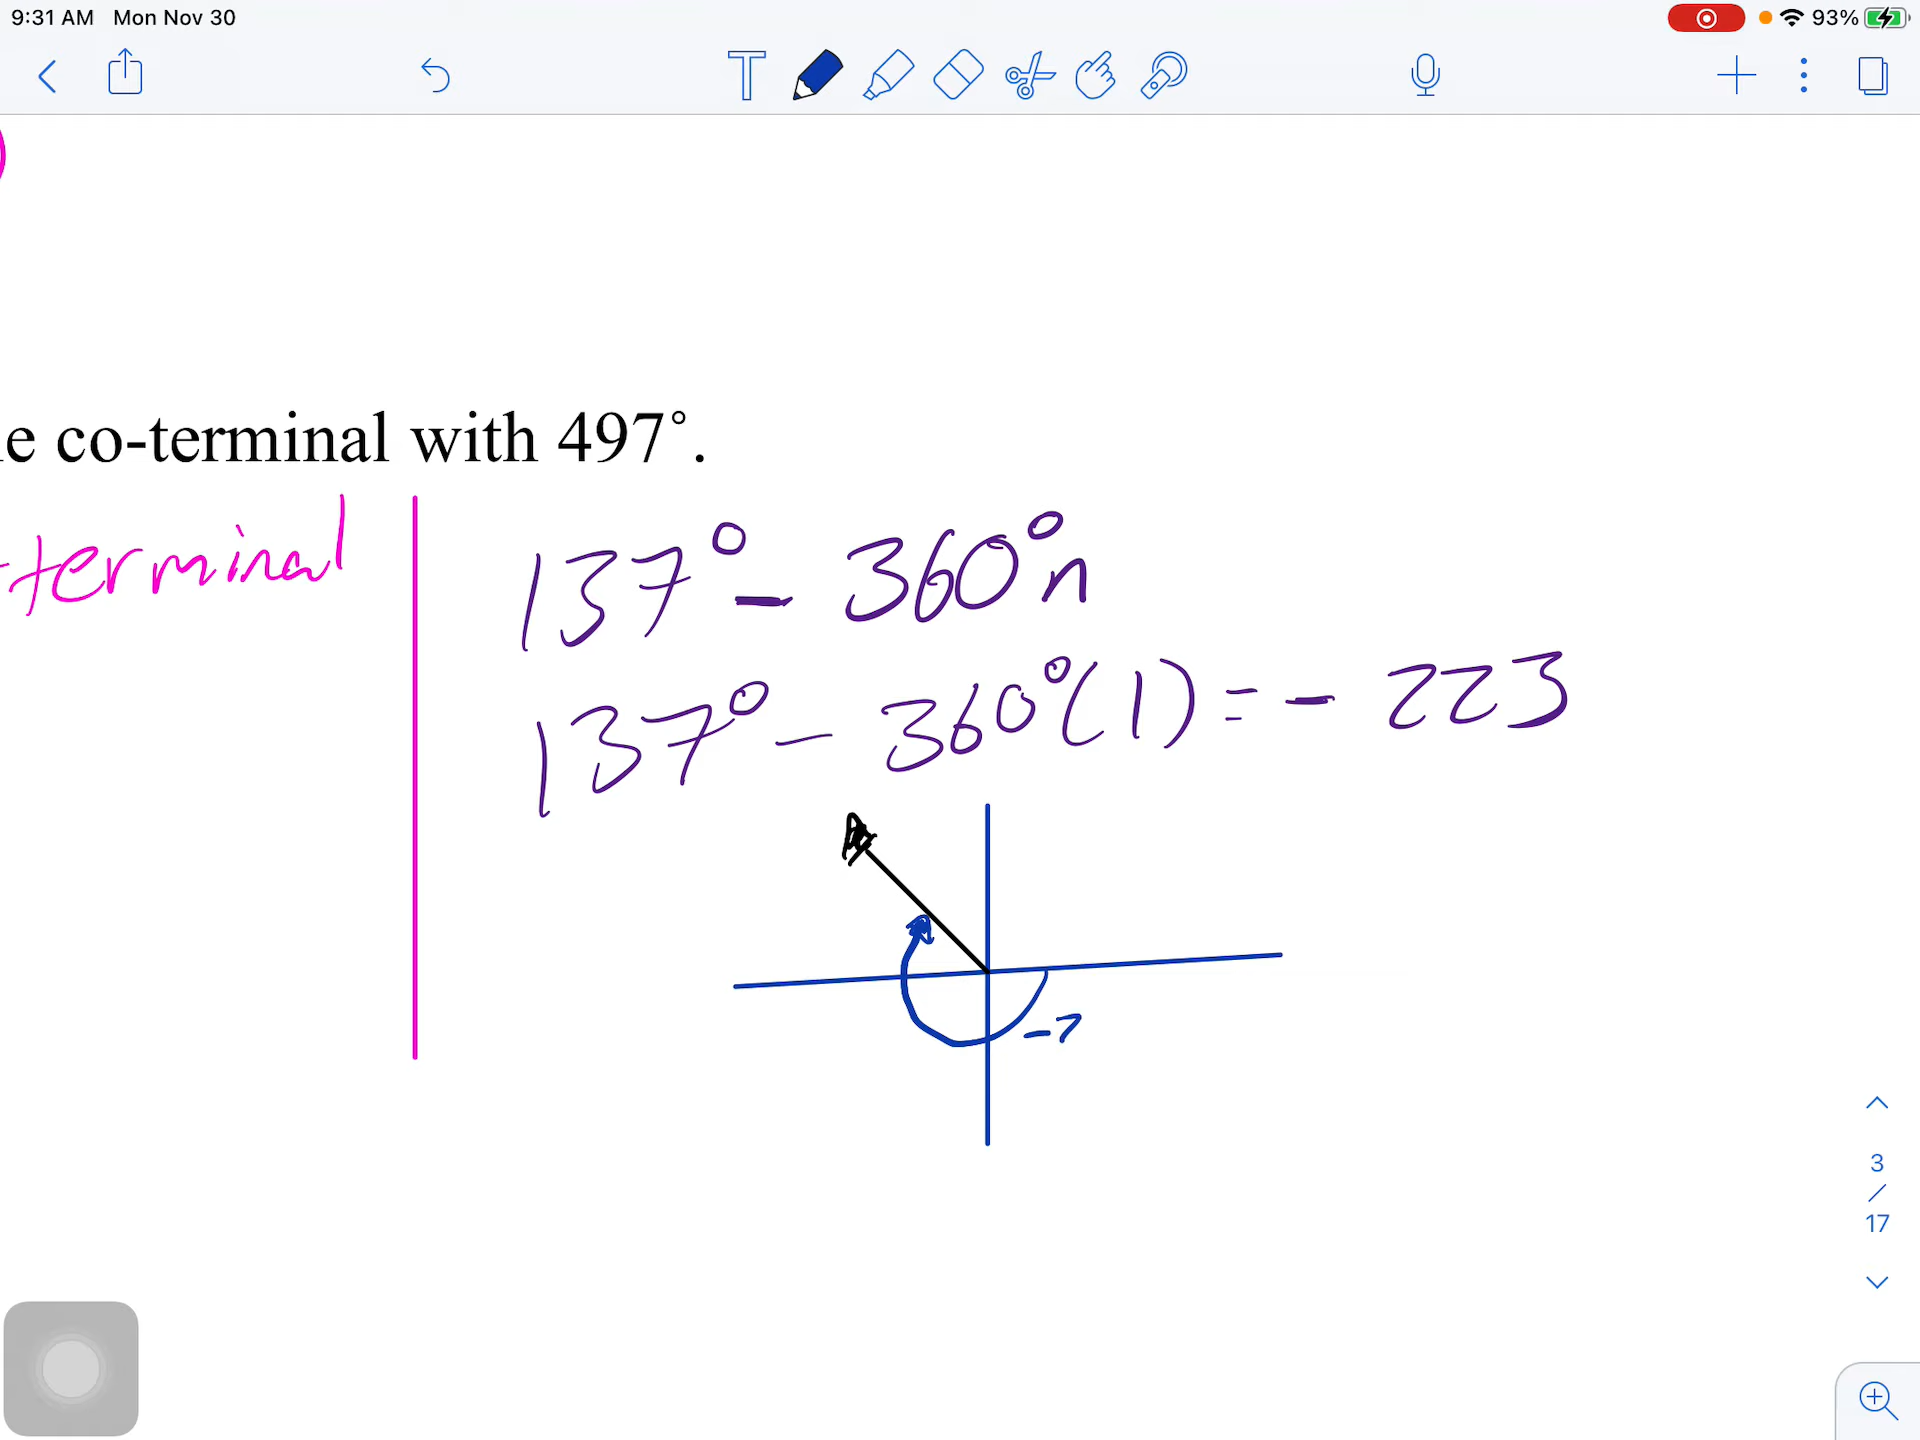 9:31 AM Mon Nov 30
93%
T
e co-terminal with 497°.
-terminal
137° - 360°n
137° - 360°(1) = - 223
3
/
17